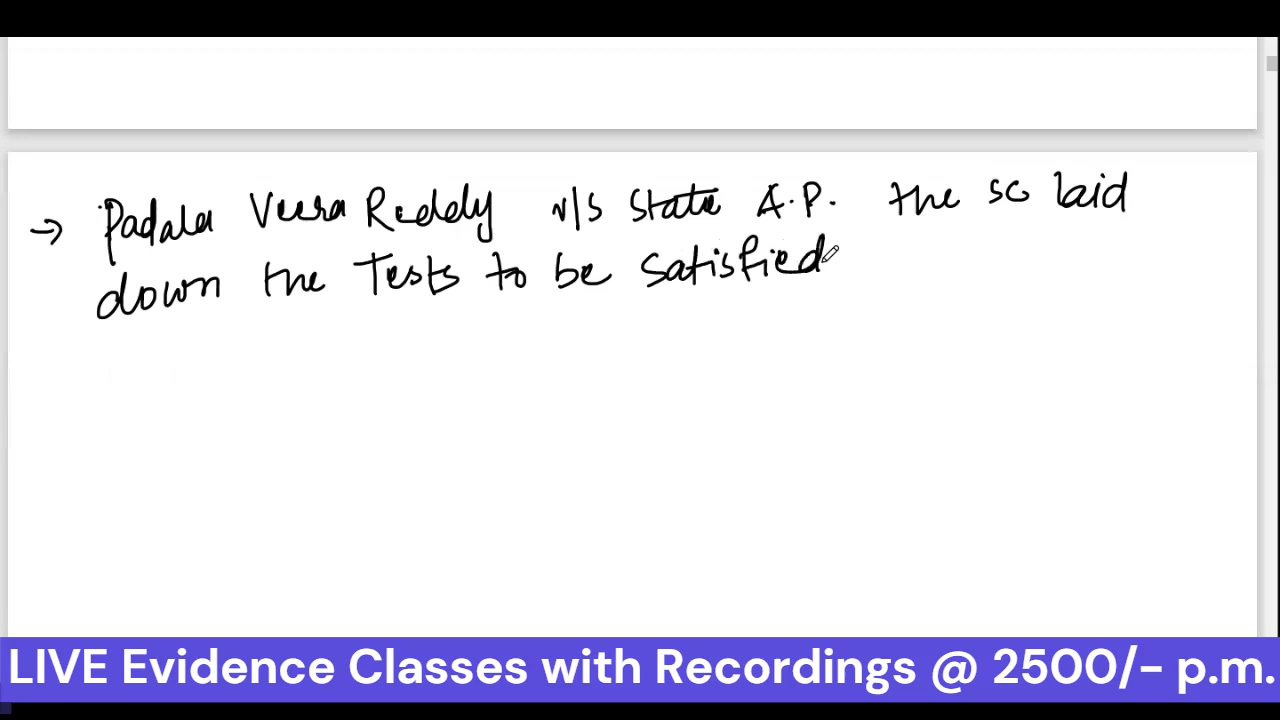 → Padala Veera Reddy v/s State A.P. the SC laid
down the Tests to be satisfied
LIVE Evidence Classes with Recordings @ 2500/- p.m.